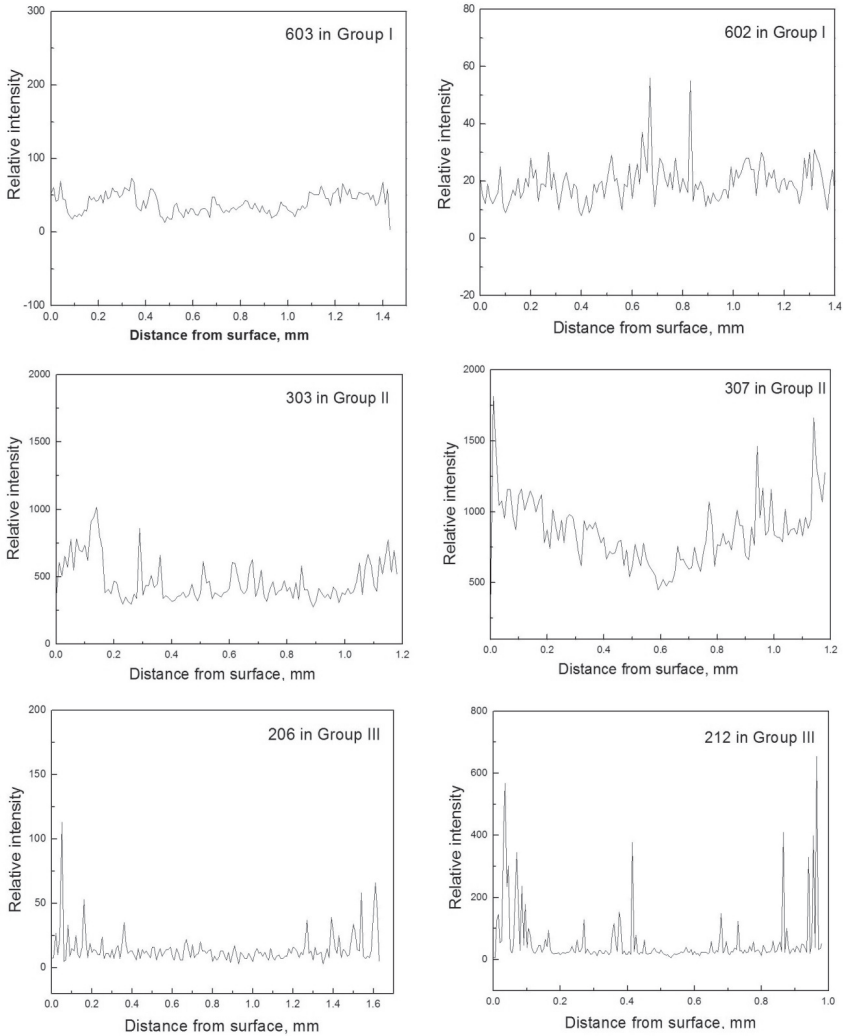 603 in Group I
Relative intensity
300
200
100
0
-100
0.0 0.2 0.4 0.6 0.8 1.0 1.2 1.4
Distance from surface, mm
602 in Group I
Relative intensity
80
60
40
20
0
-20
0.0 0.2 0.4 0.6 0.8 1.0 1.2 1.4
Distance from surface, mm
303 in Group II
Relative intensity
2000
1500
1000
500
0
0.0 0.2 0.4 0.6 0.8 1.0 1.2
Distance from surface, mm
307 in Group II
Relative intensity
2000
1500
1000
500
0.0 0.2 0.4 0.6 0.8 1.0 1.2
Distance from surface, mm
206 in Group III
Relative intensity
200
150
100
50
0
0.0 0.2 0.4 0.6 0.8 1.0 1.2 1.4 1.6
Distance from surface, mm
212 in Group III
Relative intensity
800
600
400
200
0
0.0 0.2 0.4 0.6 0.8 1.0
Distance from surface, mm